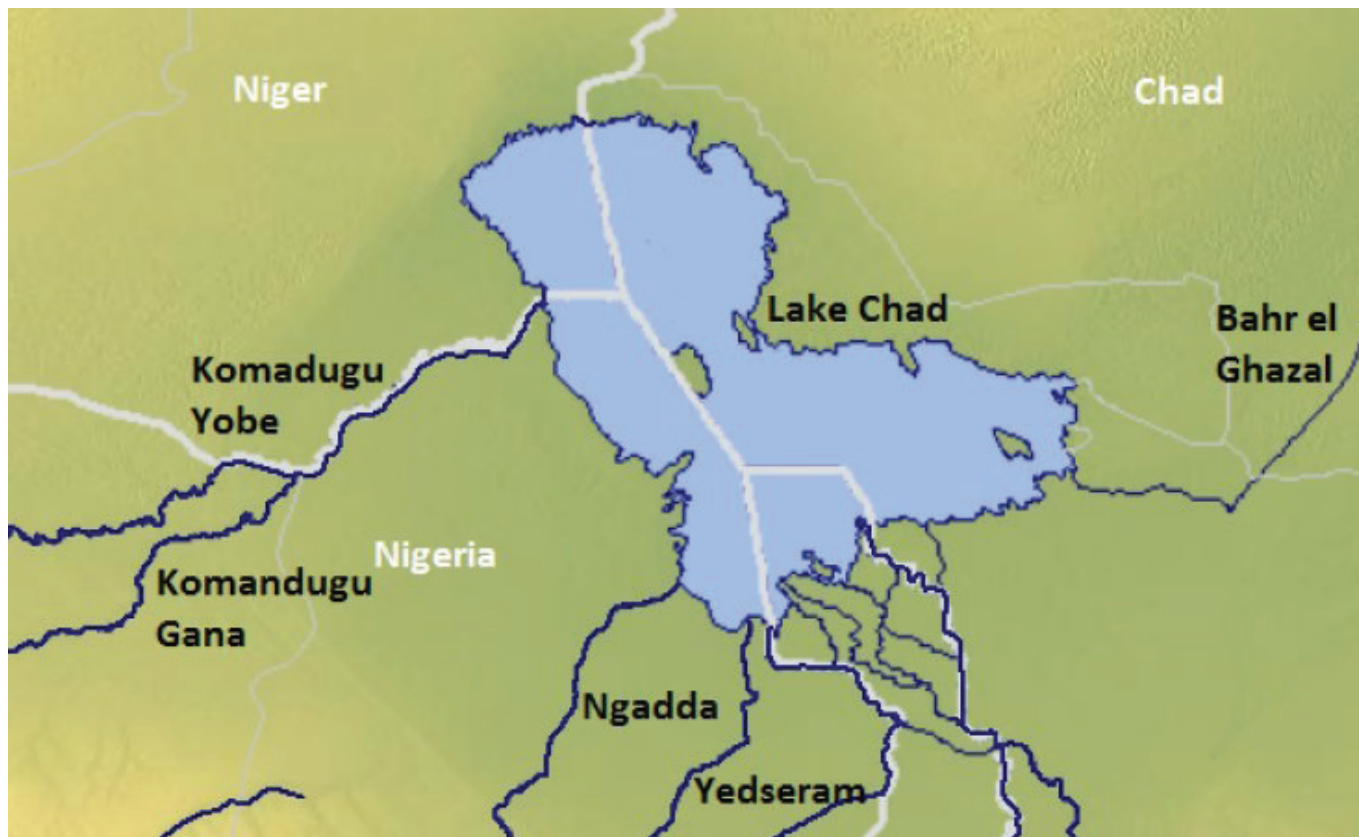 Niger
Chad
Lake Chad
Bahr el
Ghazal
Komadugu
Yobe
Nigeria
Komandugu
Gana
Ngadda
Yedseram